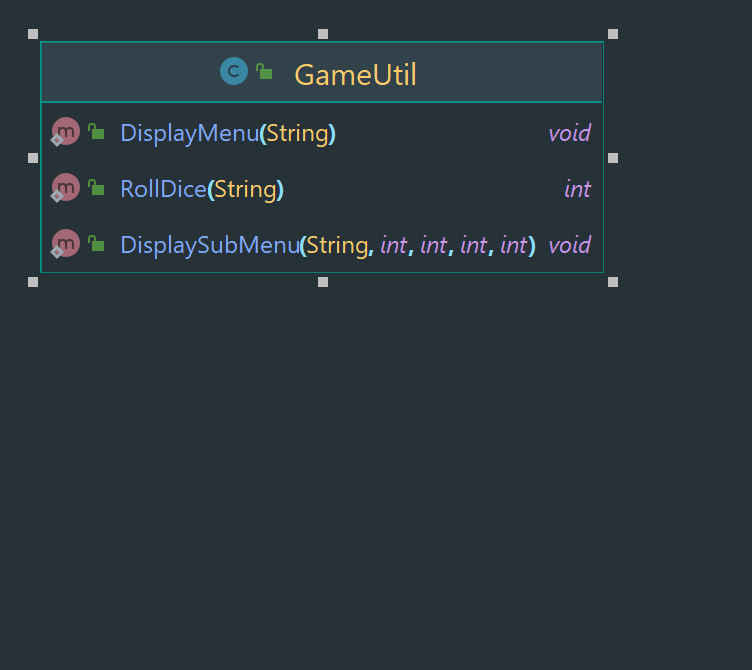 C GameUtil
m DisplayMenu(String) void
m RollDice(String) int
m DisplaySubMenu(String, int, int, int, int) void